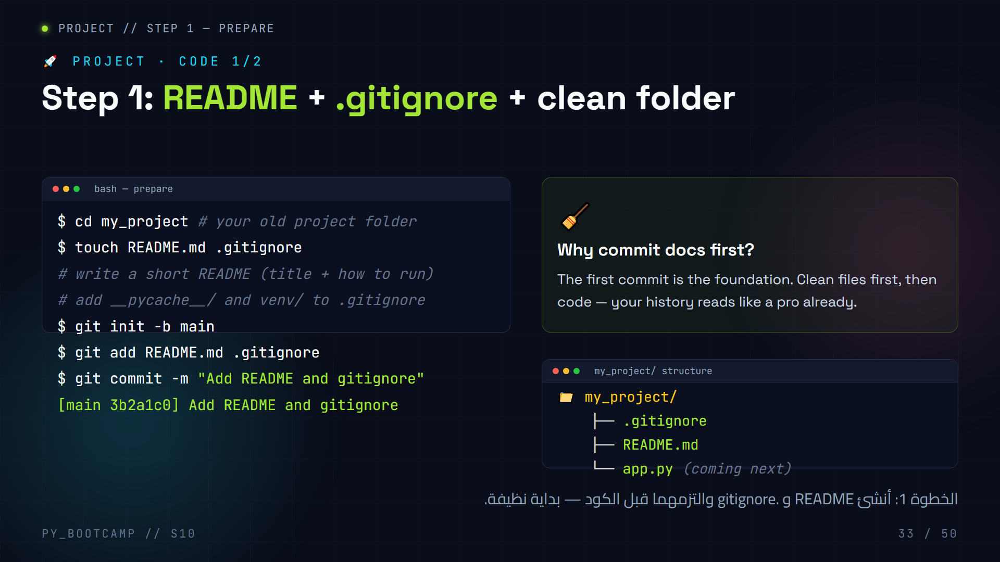 PROJECT // STEP 1 — PREPARE
🚀 PROJECT · CODE 1/2
Step 1: README + .gitignore + clean folder
bash — prepare
$ cd my_project # your old project folder
$ touch README.md .gitignore
# write a short README (title + how to run)
# add __pycache__/ and venv/ to .gitignore
$ git init -b main
$ git add README.md .gitignore
$ git commit -m "Add README and gitignore"
[main 3b2a1c0] Add README and gitignore
🧹
Why commit docs first?
The first commit is the foundation. Clean files first, then
code — your history reads like a pro already.
my_project/ structure
📁 my_project/
├── .gitignore
├── README.md
└── app.py (coming next)
الخطوة 1: أنشئ README و .gitignore والتزمهما قبل الكود — بداية نظيفة.
PY_BOOTCAMP // S10
33 / 50